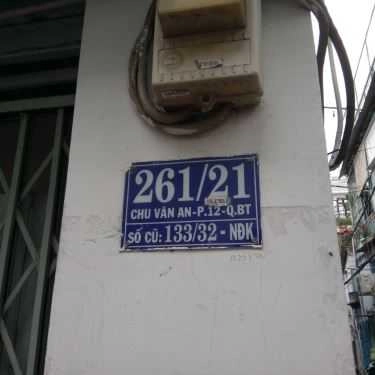 261/21
CHU VĂN AN-P.12-Q.BT
SỐ CŨ: 133/32 - NĐK